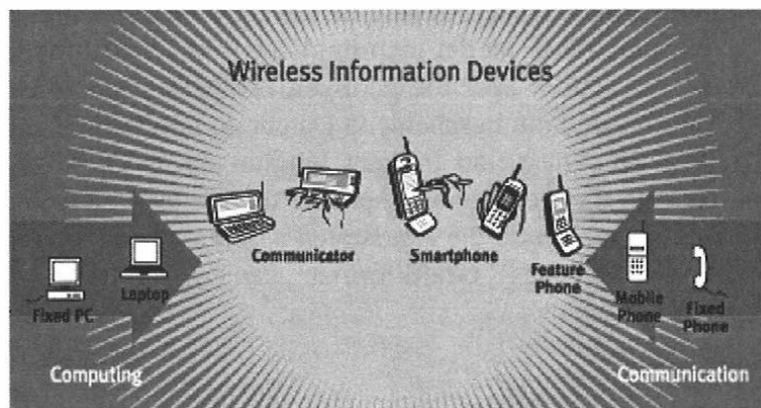 Wireless Information Devices
Communicator
Smartphone
Feature
Phone
Laptop
Fixed PC
Mobile
Phone
Fixed
Phone
Computing
Communication